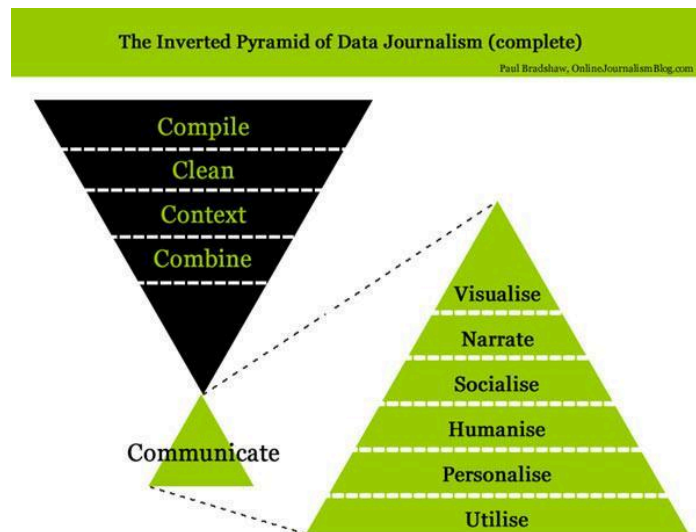 The Inverted Pyramid of Data Journalism (complete)
Paul Bradshaw, OnlineJournalismBlog.com
Compile
Clean
Context
Combine
Communicate
Visualise
Narrate
Socialise
Humanise
Personalise
Utilise